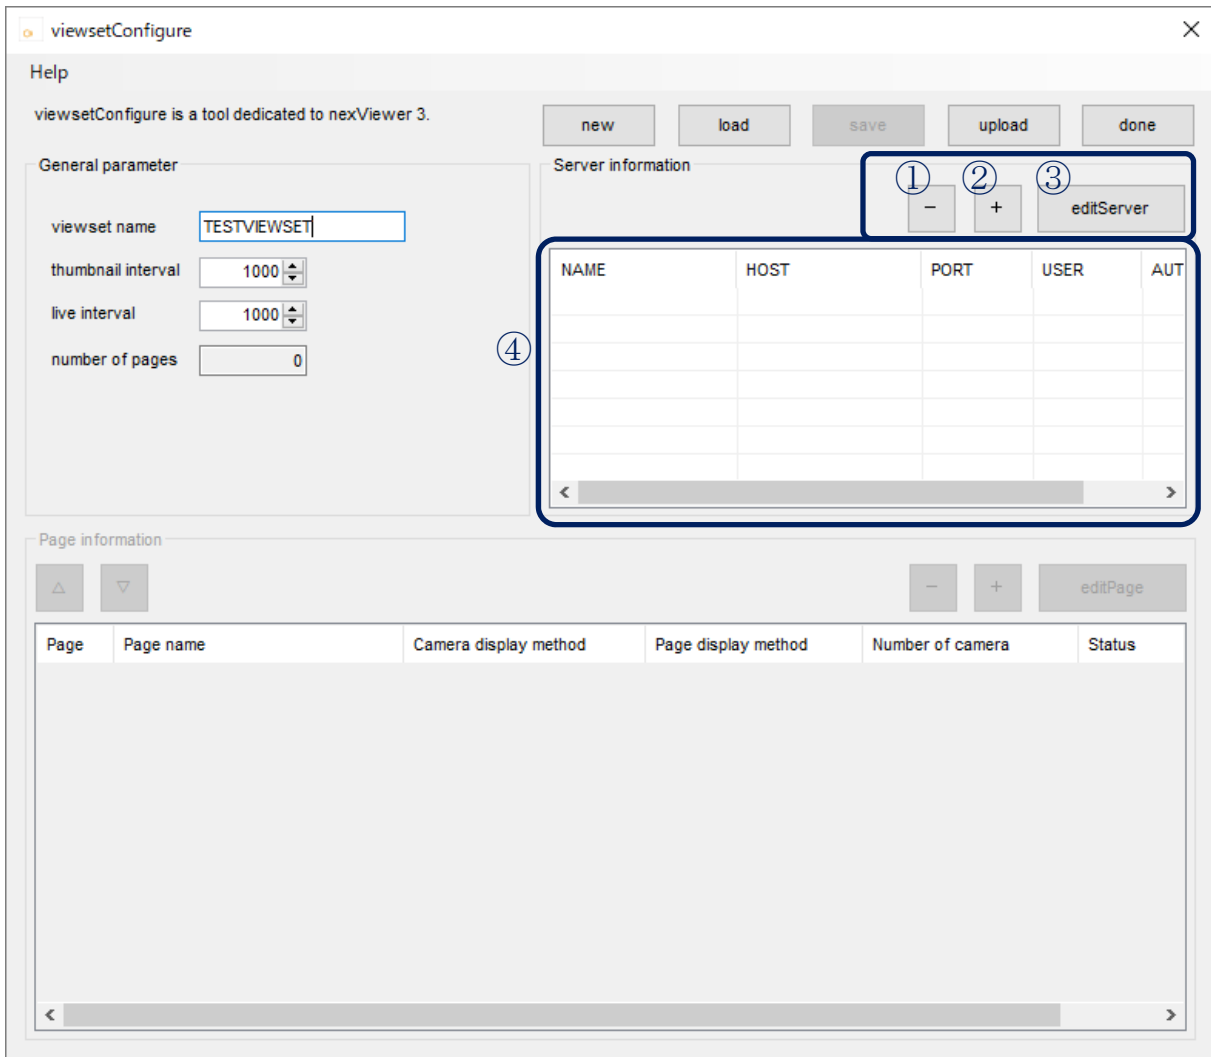 viewsetConfigure
Help
viewsetConfigure is a tool dedicated to nexViewer 3.
new load save upload done
General parameter
viewset name TESTVIEWSET
thumbnail interval 1000
live interval 1000
number of pages 0
Server information
① ② ③
− + editServer
④
NAME HOST PORT USER AUT
Page information
△ ▽ − + editPage
Page Page name Camera display method Page display method Number of camera Status